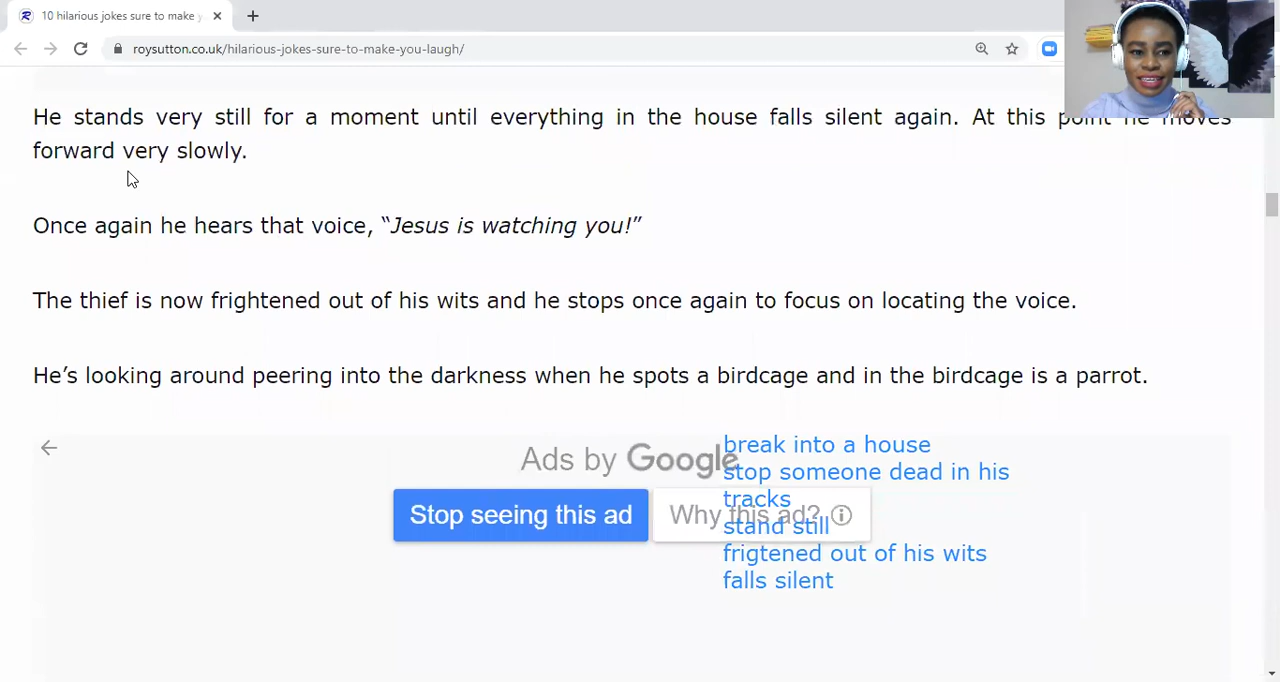 10 hilarious jokes sure to make y
roysutton.co.uk/hilarious-jokes-sure-to-make-you-laugh/
He stands very still for a moment until everything in the house falls silent again. At this point he moves
forward very slowly.
Once again he hears that voice, “Jesus is watching you!”
The thief is now frightened out of his wits and he stops once again to focus on locating the voice.
He’s looking around peering into the darkness when he spots a birdcage and in the birdcage is a parrot.
Ads by Google
Stop seeing this ad
Why this ad?
break into a house
stop someone dead in his
tracks
stand still
frigtened out of his wits
falls silent